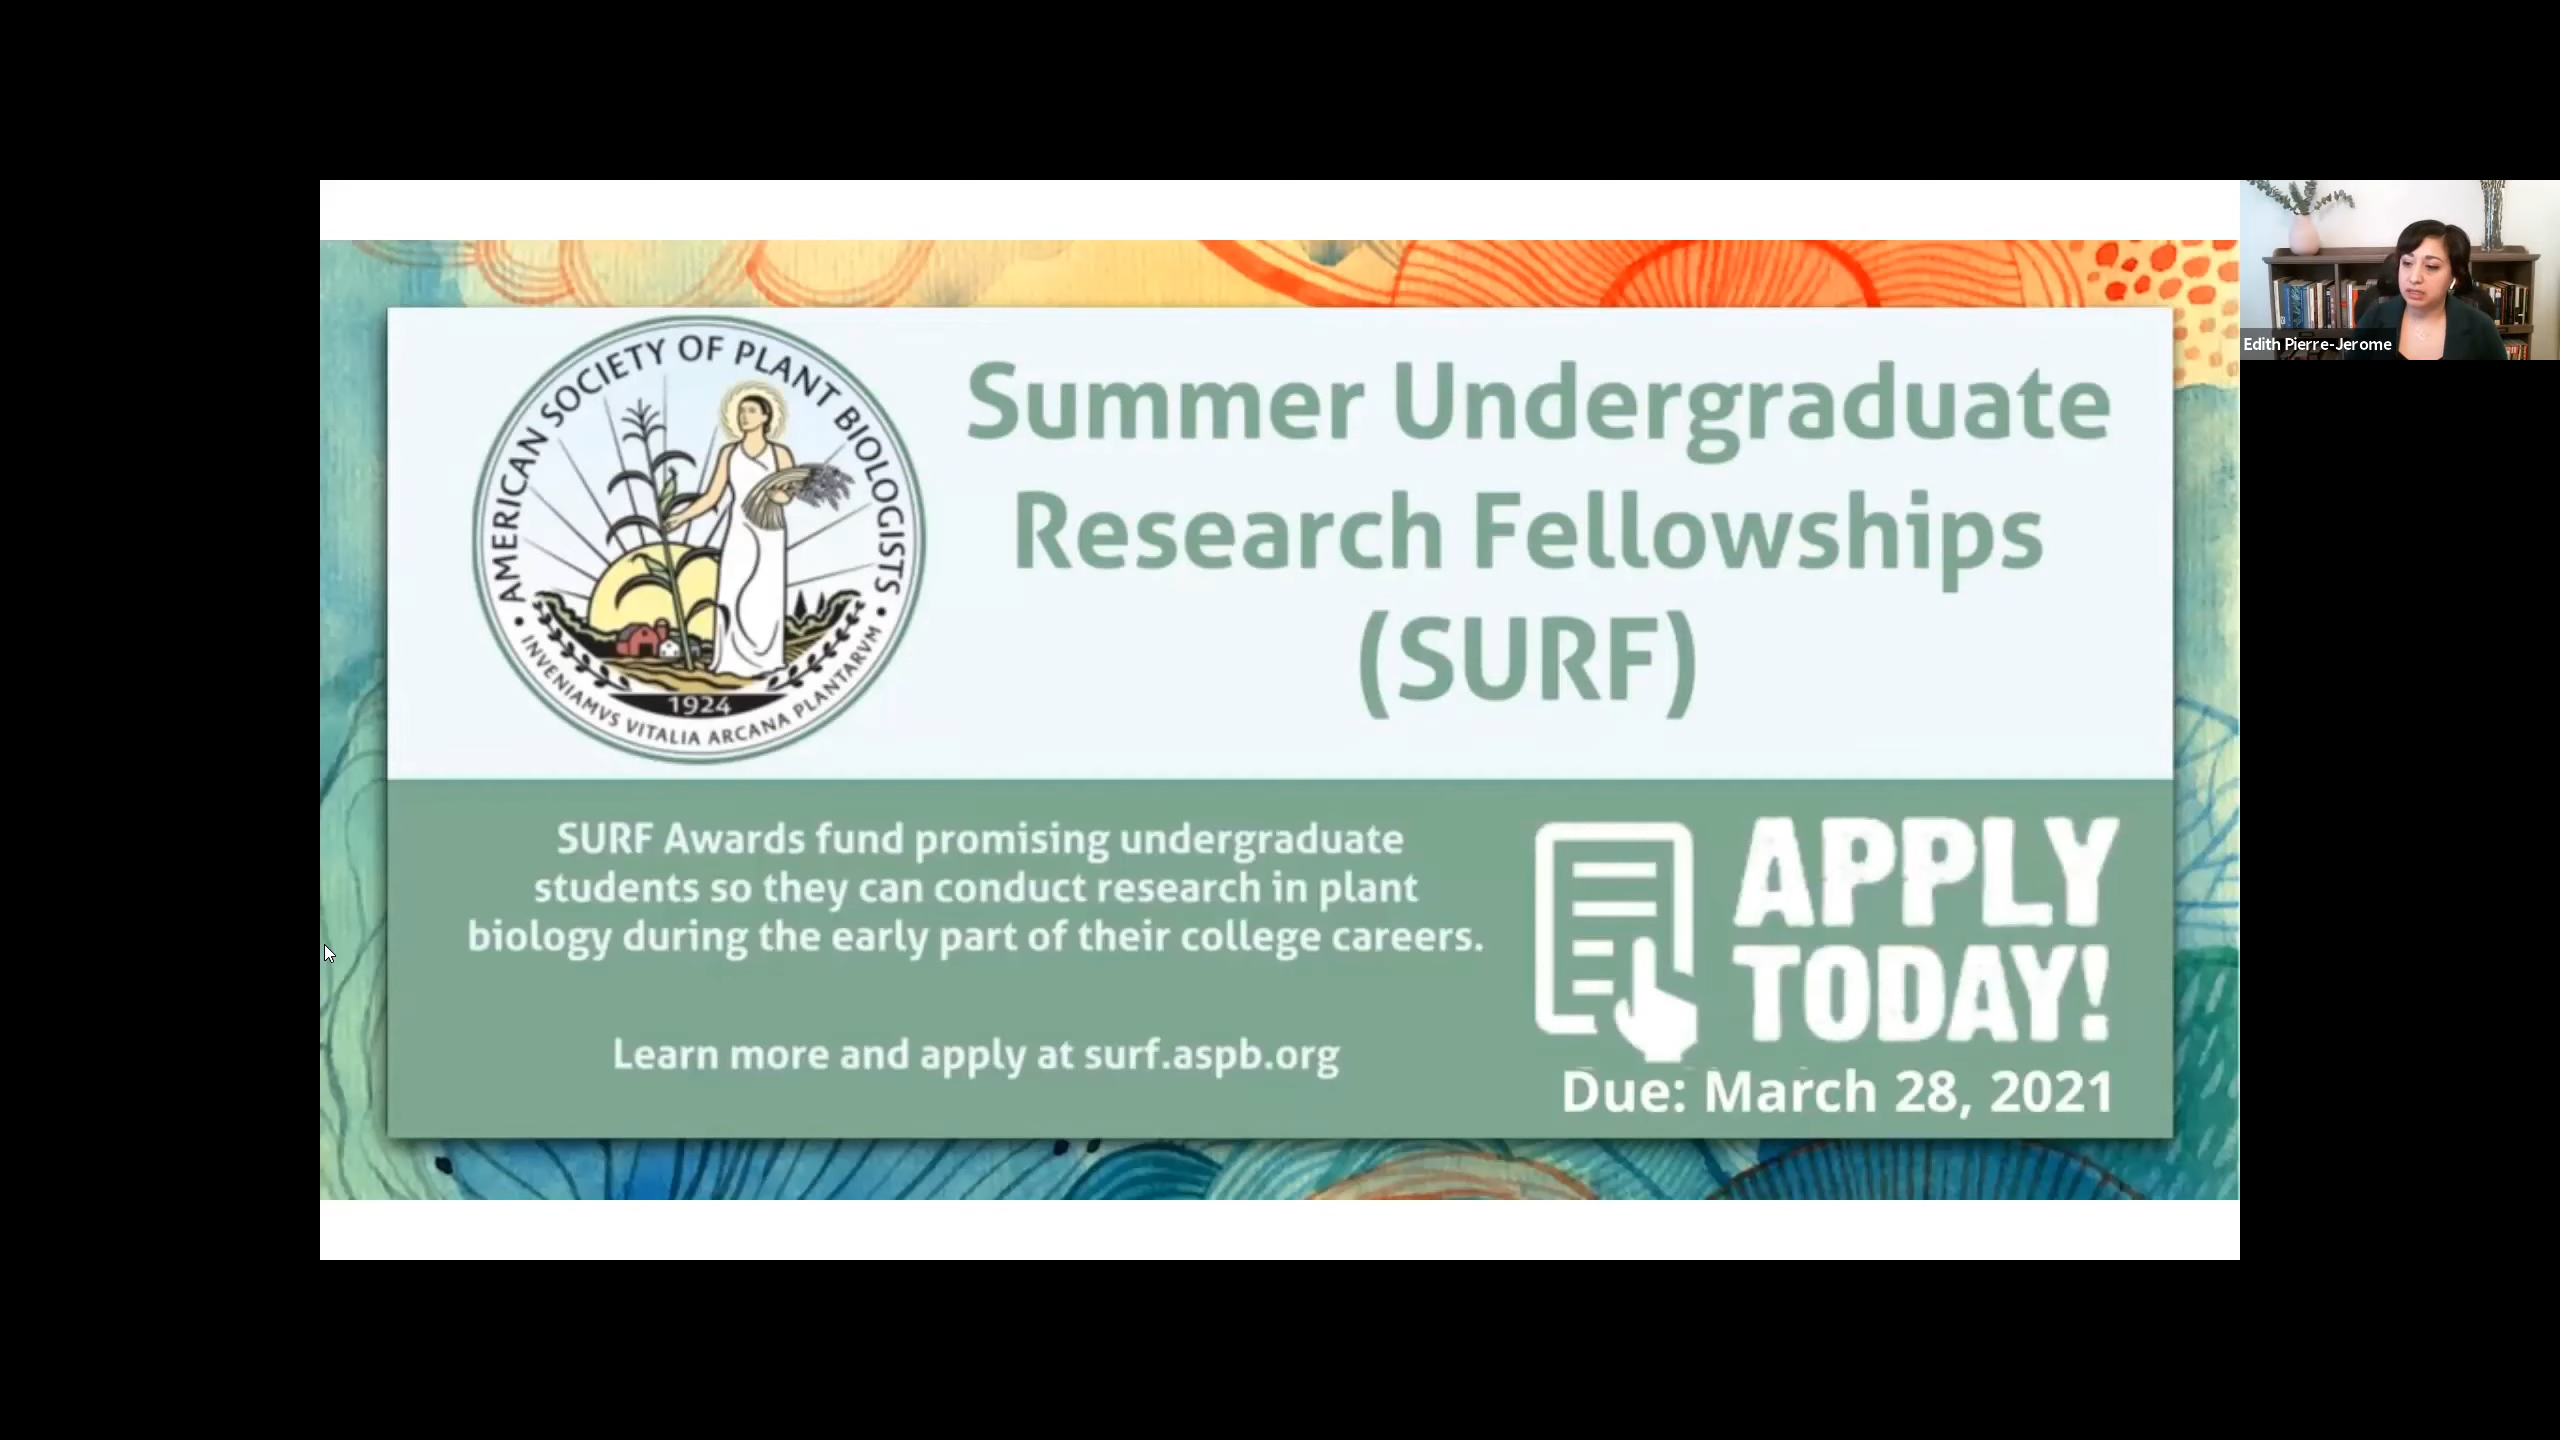 AMERICAN SOCIETY OF PLANT BIOLOGISTS
INVENIAMVS VITALIA ARCANA PLANTARVM
1924
Summer Undergraduate
Research Fellowships
(SURF)
SURF Awards fund promising undergraduate
students so they can conduct research in plant
biology during the early part of their college careers.
Learn more and apply at surf.aspb.org
APPLY
TODAY!
Due: March 28, 2021
Edith Pierre-Jerome